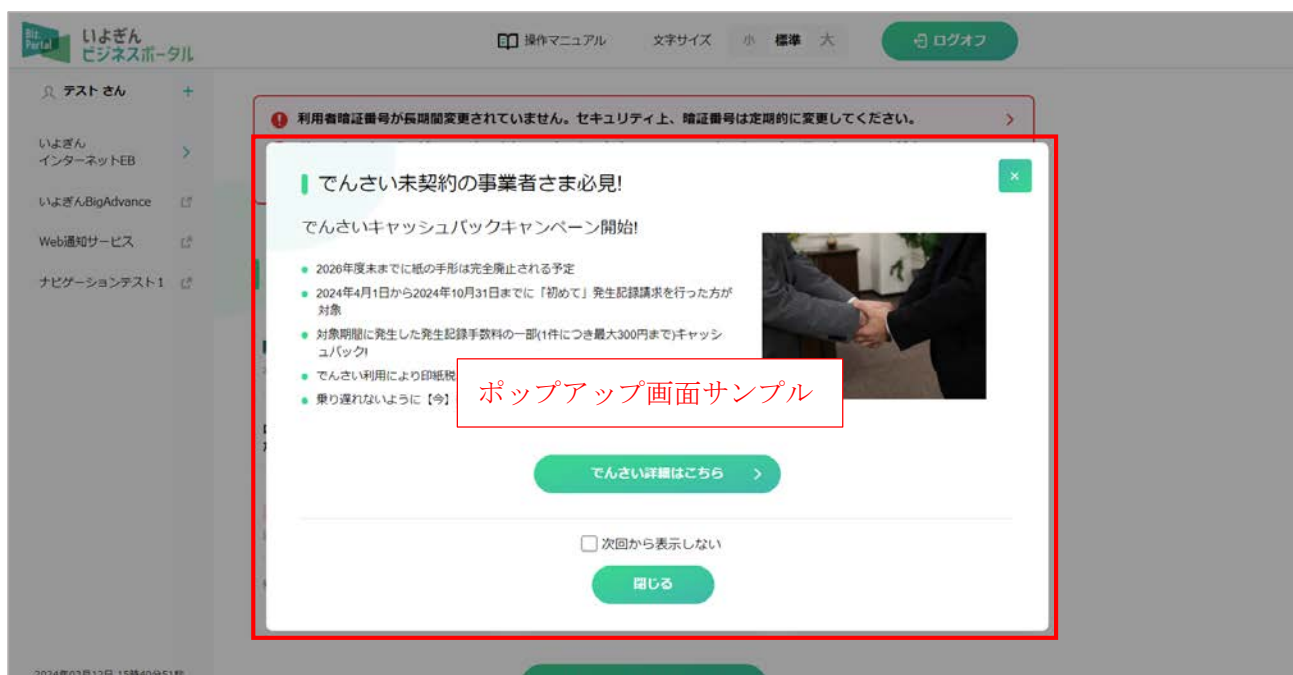 Biz Portal
いよぎん
ビジネスポータル
操作マニュアル
文字サイズ 小 標準 大
ログオフ
テスト さん +
いよぎん
インターネットEB
いよぎんBigAdvance
Web通知サービス
ナビゲーションテスト1
利用者暗証番号が長期間変更されていません。セキュリティ上、暗証番号は定期的に変更してください。
でんさい未契約の事業者さま必見!
×
でんさいキャッシュバックキャンペーン開始!
2026年度末までに紙の手形は完全廃止される予定
2024年4月1日から2024年10月31日までに「初めて」発生記録請求を行った方が
対象
対象期間に発生した発生記録手数料の一部(1件につき最大300円まで)キャッシ
ュバック!
でんさい利用により印紙税
乗り遅れないように【今】
ポップアップ画面サンプル
でんさい詳細はこちら
次回から表示しない
閉じる